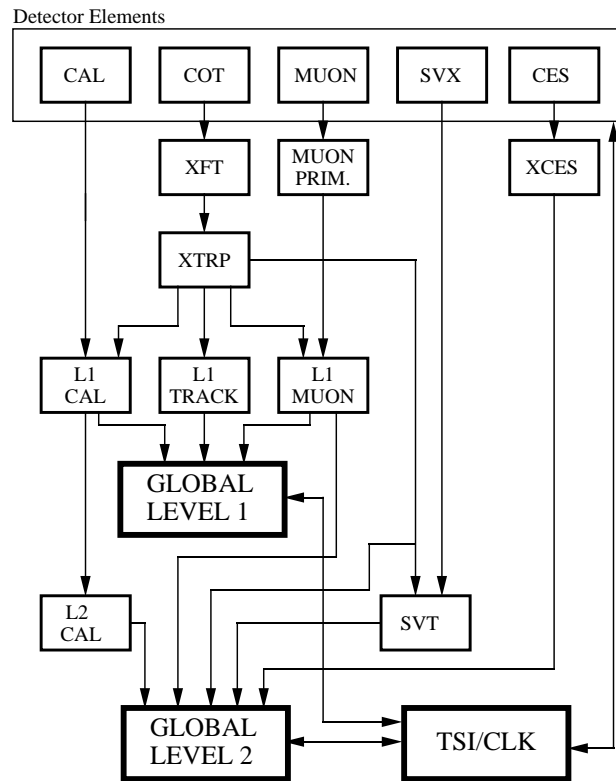 Detector Elements
CAL
COT
MUON
SVX
CES
XFT
MUON
PRIM.
XCES
XTRP
L1
CAL
L1
TRACK
L1
MUON
GLOBAL
LEVEL 1
L2
CAL
SVT
GLOBAL
LEVEL 2
TSI/CLK